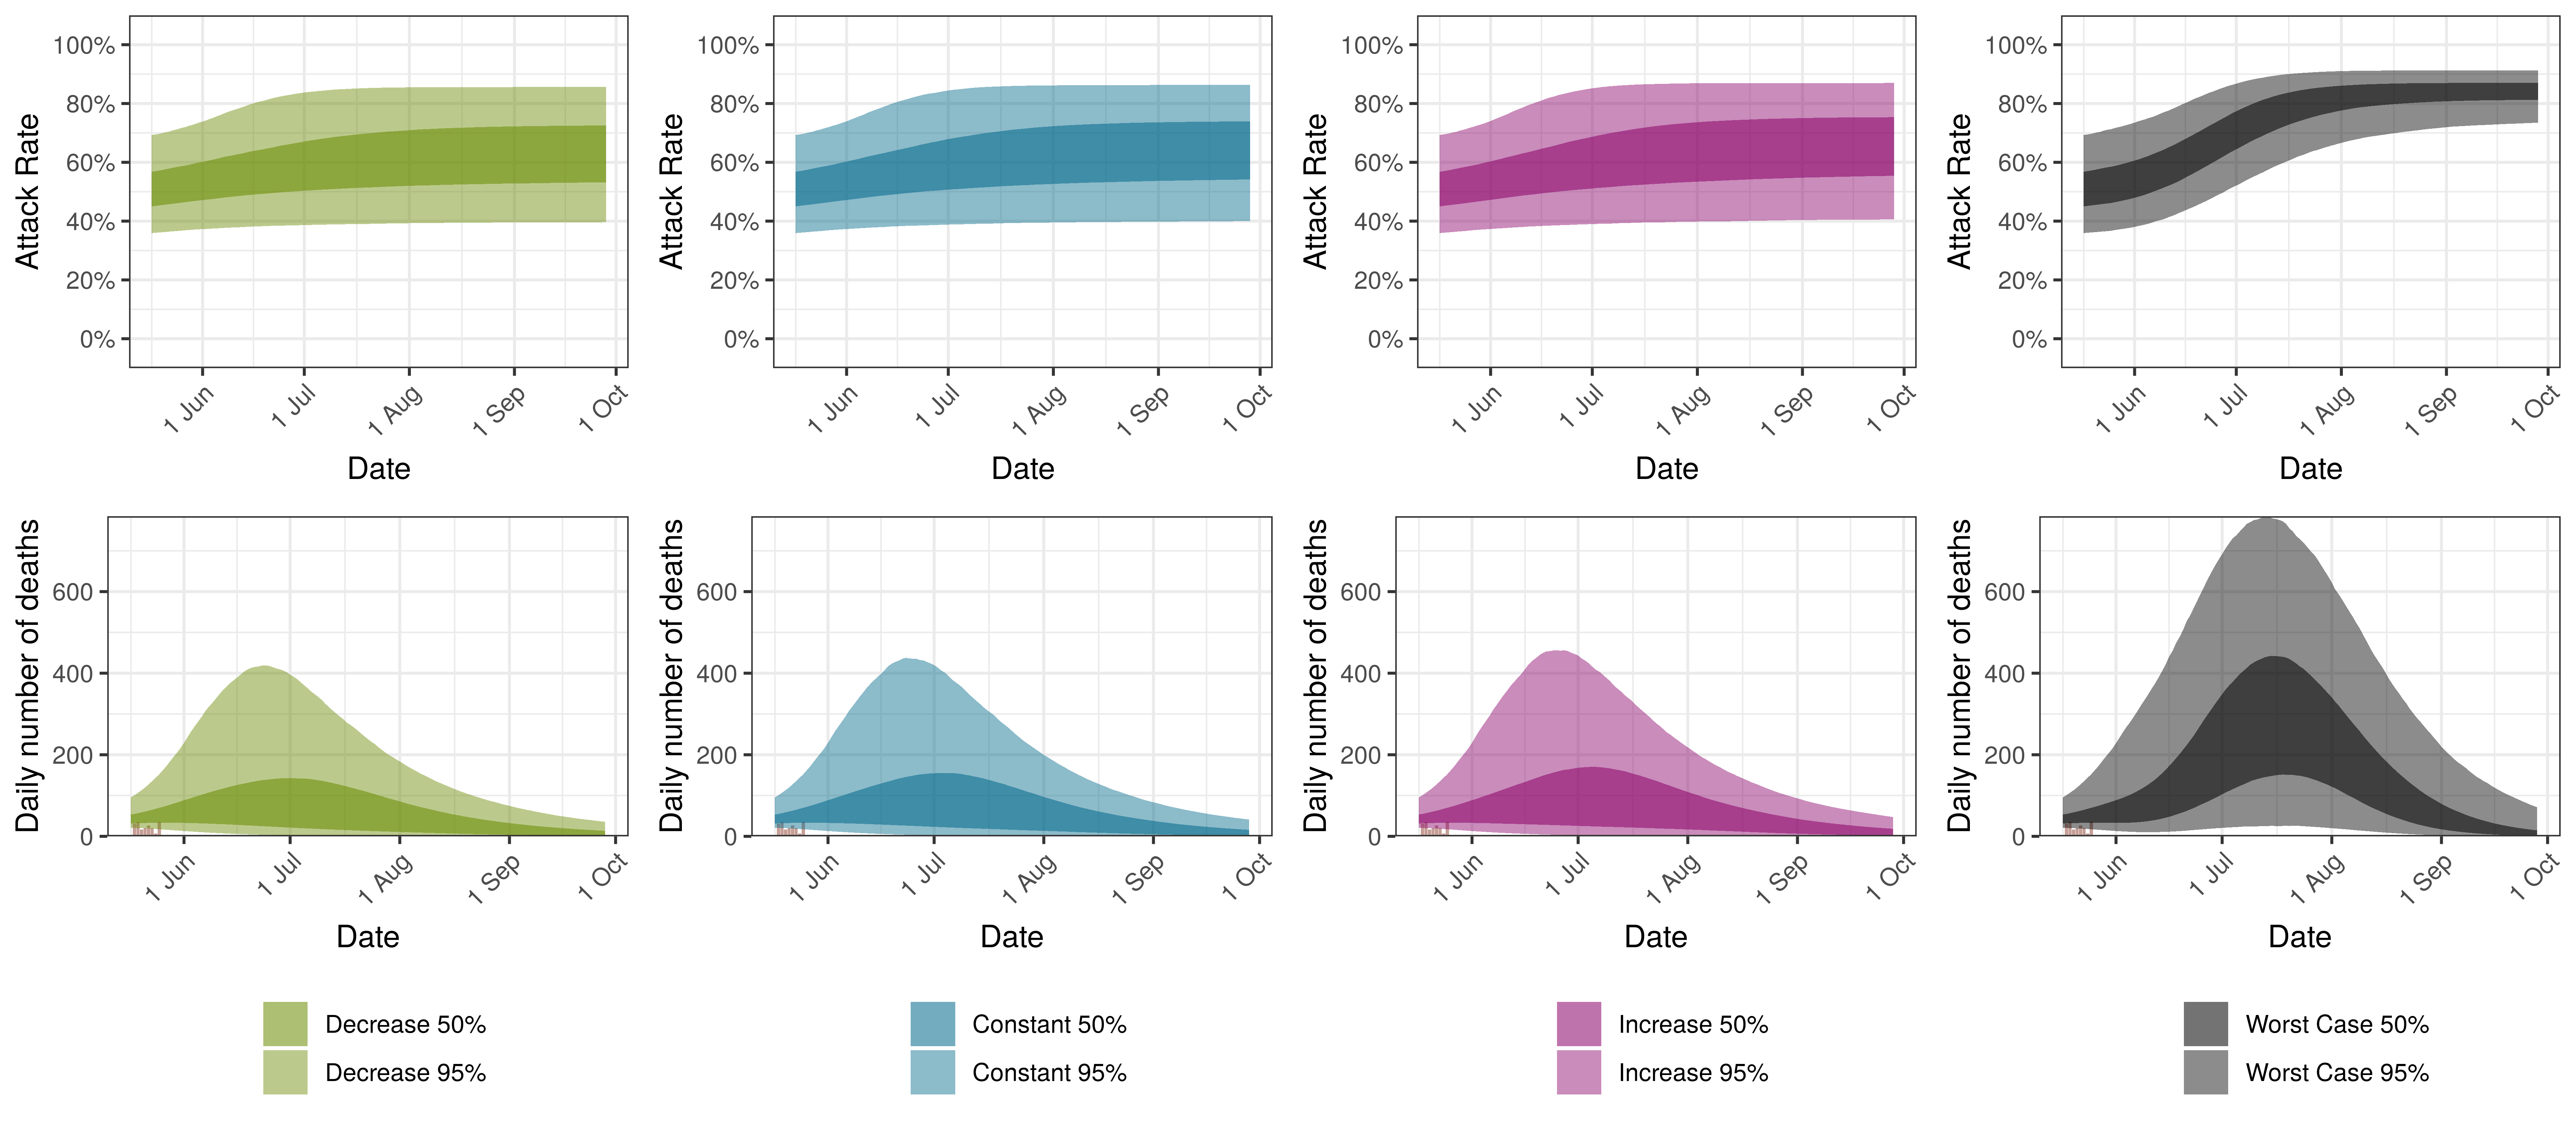 Attack Rate
100%
80%
60%
40%
20%
0%
1 Jun 1 Jul 1 Aug 1 Sep 1 Oct
Date
Attack Rate
100%
80%
60%
40%
20%
0%
1 Jun 1 Jul 1 Aug 1 Sep 1 Oct
Date
Attack Rate
100%
80%
60%
40%
20%
0%
1 Jun 1 Jul 1 Aug 1 Sep 1 Oct
Date
Attack Rate
100%
80%
60%
40%
20%
0%
1 Jun 1 Jul 1 Aug 1 Sep 1 Oct
Date
Daily number of deaths
600
400
200
0
1 Jun 1 Jul 1 Aug 1 Sep 1 Oct
Date
Daily number of deaths
600
400
200
0
1 Jun 1 Jul 1 Aug 1 Sep 1 Oct
Date
Daily number of deaths
600
400
200
0
1 Jun 1 Jul 1 Aug 1 Sep 1 Oct
Date
Daily number of deaths
600
400
200
0
1 Jun 1 Jul 1 Aug 1 Sep 1 Oct
Date
Decrease 50%
Decrease 95%
Constant 50%
Constant 95%
Increase 50%
Increase 95%
Worst Case 50%
Worst Case 95%